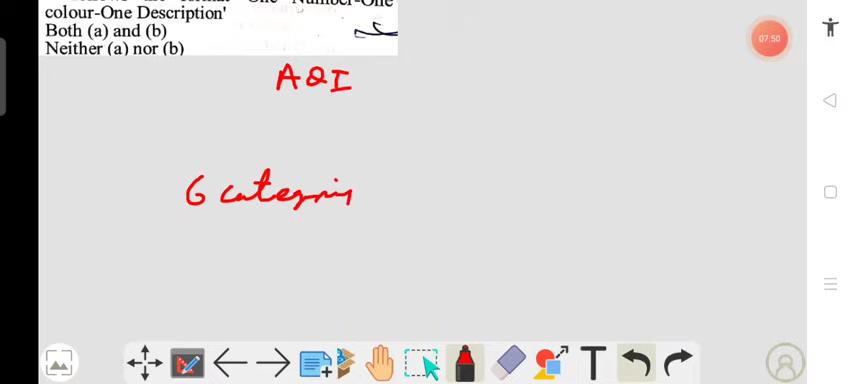 colour-One Description'
Both (a) and (b)
Neither (a) nor (b)
07.50
AQI
6 categories